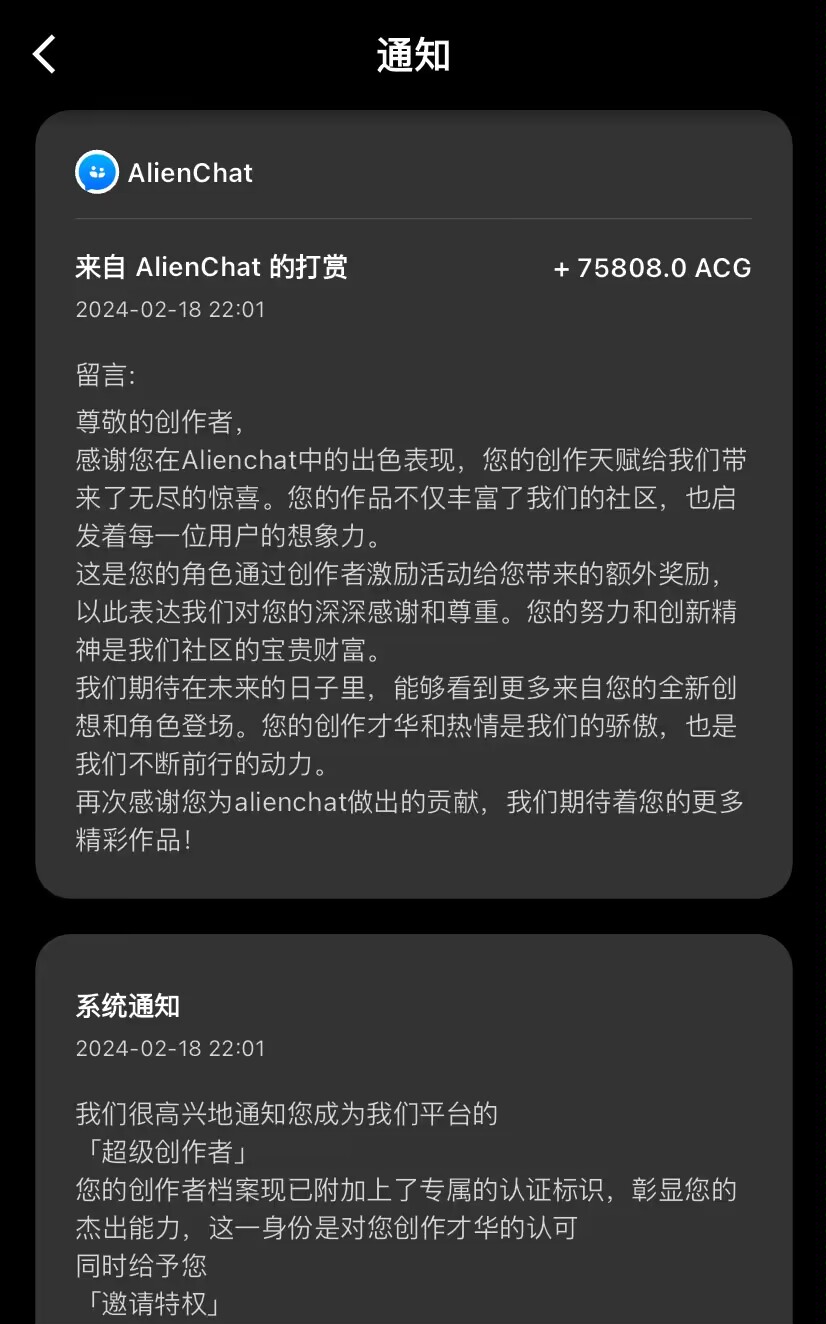 通知
AlienChat
来自 AlienChat 的打赏
+ 75808.0 ACG
2024-02-18 22:01
留言:
尊敬的创作者，
感谢您在Alienchat中的出色表现，您的创作天赋给我们带
来了无尽的惊喜。您的作品不仅丰富了我们的社区，也启
发着每一位用户的想象力。
这是您的角色通过创作者激励活动给您带来的额外奖励，
以此表达我们对您的深深感谢和尊重。您的努力和创新精
神是我们社区的宝贵财富。
我们期待在未来的日子里，能够看到更多来自您的全新创
想和角色登场。您的创作才华和热情是我们的骄傲，也是
我们不断前行的动力。
再次感谢您为alienchat做出的贡献，我们期待着您的更多
精彩作品！
系统通知
2024-02-18 22:01
我们很高兴地通知您成为我们平台的
「超级创作者」
您的创作者档案现已附加上了专属的认证标识，彰显您的
杰出能力，这一身份是对您创作才华的认可
同时给予您
「邀请特权」